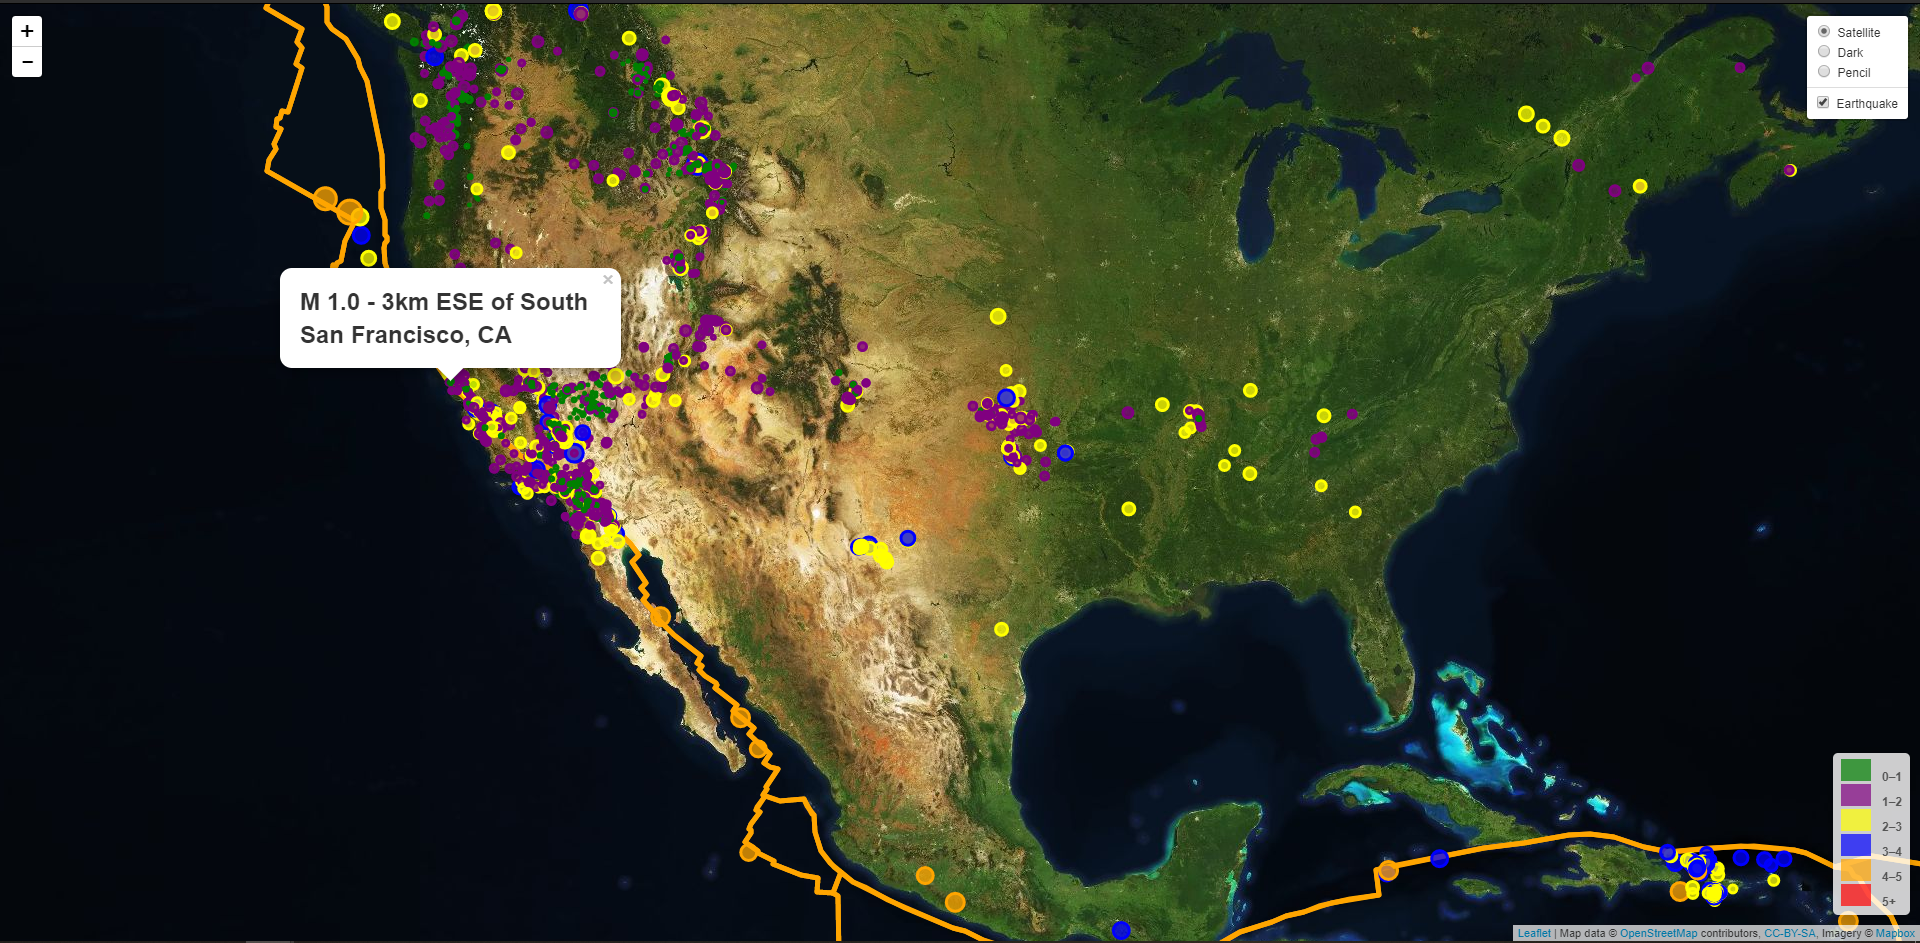 +
−
Satellite
Dark
Pencil
Earthquake
×
M 1.0 - 3km ESE of South
San Francisco, CA
0–1
1–2
2–3
3–4
4–5
5+
Leaflet | Map data © OpenStreetMap contributors, CC-BY-SA, Imagery © Mapbox